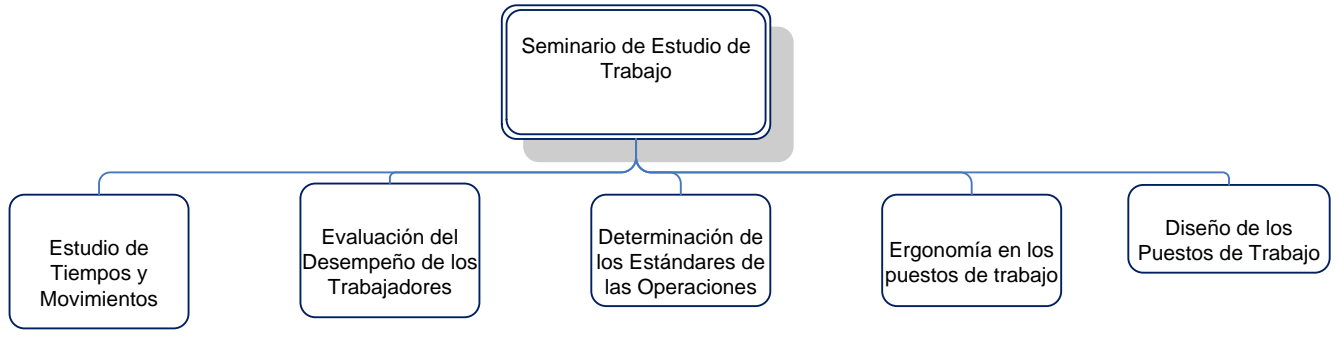 Seminario de Estudio de
Trabajo
Estudio de
Tiempos y
Movimientos
Evaluación del
Desempeño de los
Trabajadores
Determinación de
los Estándares de
las Operaciones
Ergonomía en los
puestos de trabajo
Diseño de los
Puestos de Trabajo